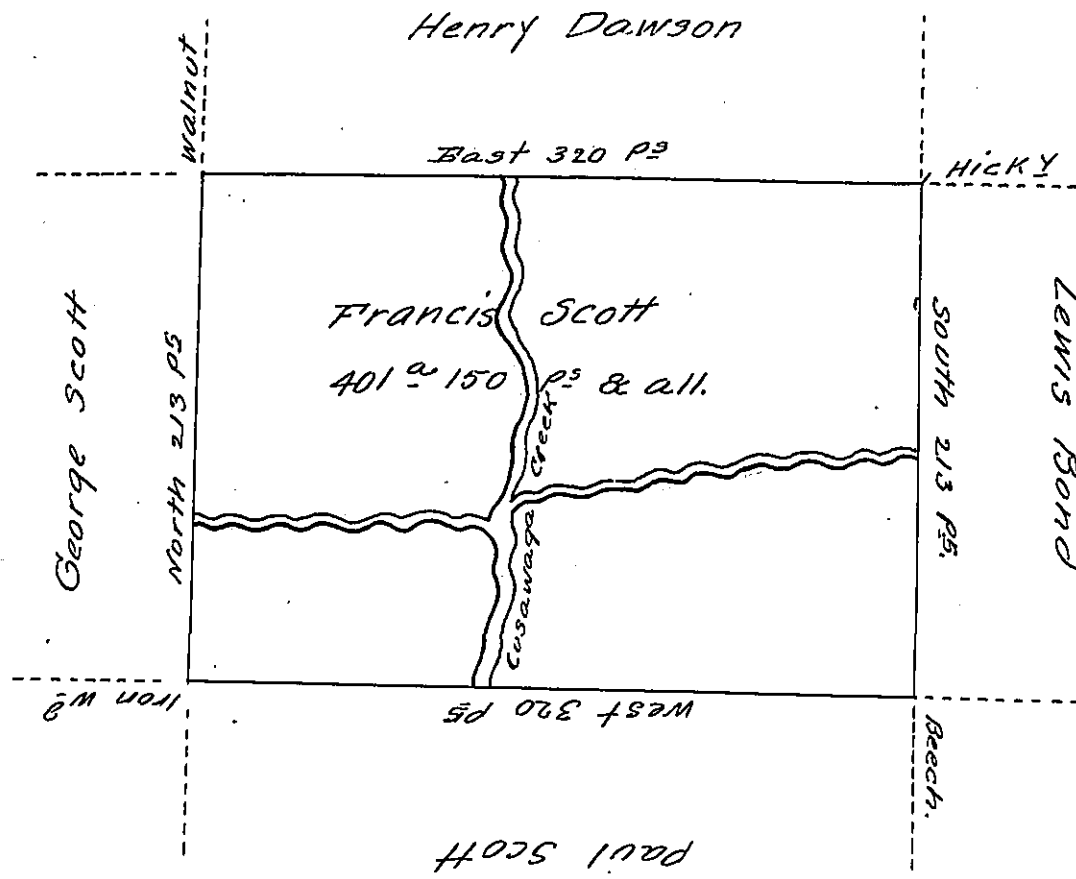 Henry Dawson
Walnut
East 320 Ps
Hicky
Francis Scott
401 a 150 Ps & all.
George Scott
North 213 Ps
South 213 Ps.
Lewis Bond
Cusawaga Creek
West 320 Ps
Iron Wd
Beech.
Paul Scott